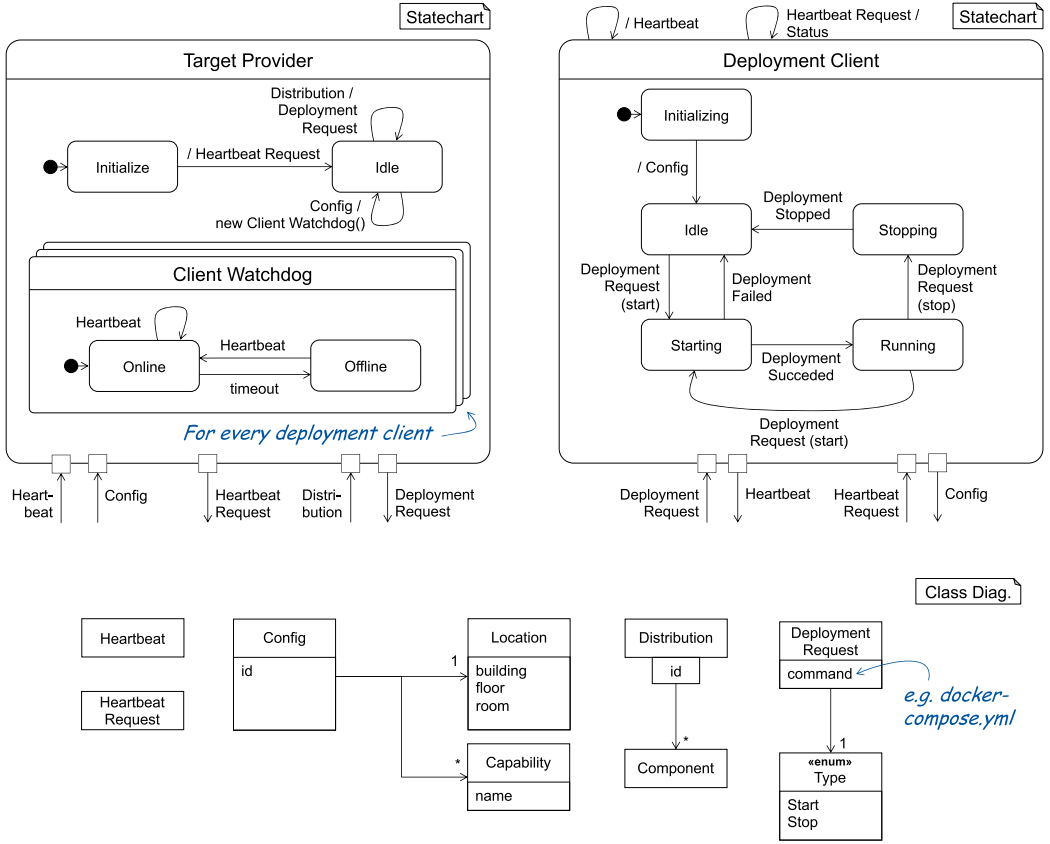 Statechart
Target Provider
Distribution /
Deployment
Request
Initialize
/ Heartbeat Request
Idle
Config /
new Client Watchdog()
Client Watchdog
Heartbeat
Online
Heartbeat
timeout
Offline
For every deployment client
Heart-
beat
Config
Heartbeat
Request
Distri-
bution
Deployment
Request
/ Heartbeat
Heartbeat Request /
Status
Statechart
Deployment Client
Initializing
/ Config
Idle
Deployment
Stopped
Stopping
Deployment
Request
(start)
Deployment
Failed
Deployment
Request
(stop)
Starting
Deployment
Succeded
Running
Deployment
Request (start)
Deployment
Request
Heartbeat
Heartbeat
Request
Config
Class Diag.
Heartbeat
Heartbeat
Request
Config
id
1
*
Location
building
floor
room
Capability
name
Distribution
id
*
Component
Deployment
Request
command
e.g. docker-
compose.yml
1
«enum»
Type
Start
Stop